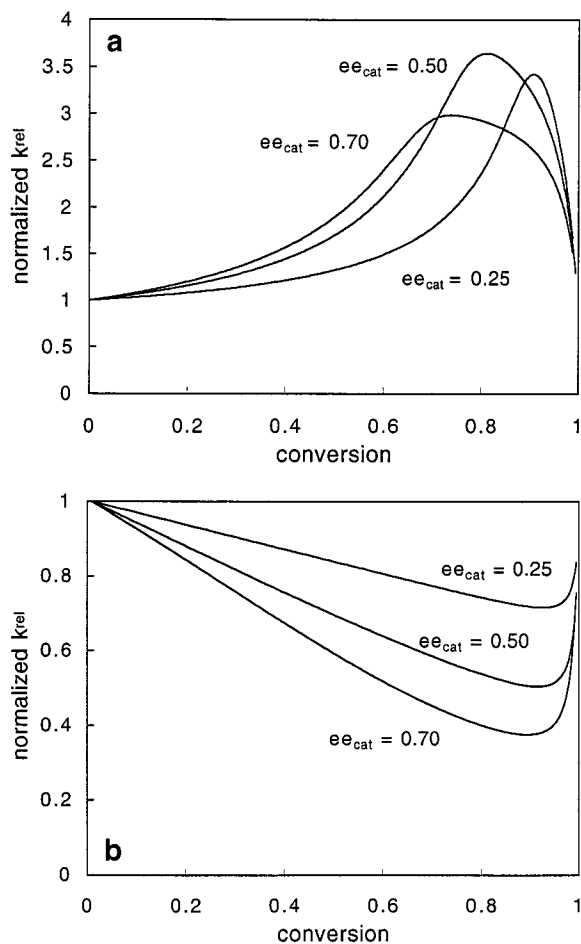 a
4
3.5
3
2.5
2
1.5
1
0.5
0
normalized krel
ee_cat = 0.50
ee_cat = 0.70
ee_cat = 0.25
0 0.2 0.4 0.6 0.8 1
conversion
1
0.8
0.6
0.4
0.2
0
normalized krel
ee_cat = 0.25
ee_cat = 0.50
ee_cat = 0.70
b
0 0.2 0.4 0.6 0.8 1
conversion